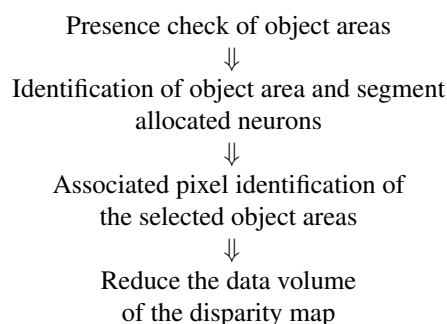 Presence check of object areas
⇓
Identification of object area and segment
allocated neurons
⇓
Associated pixel identification of
the selected object areas
⇓
Reduce the data volume
of the disparity map